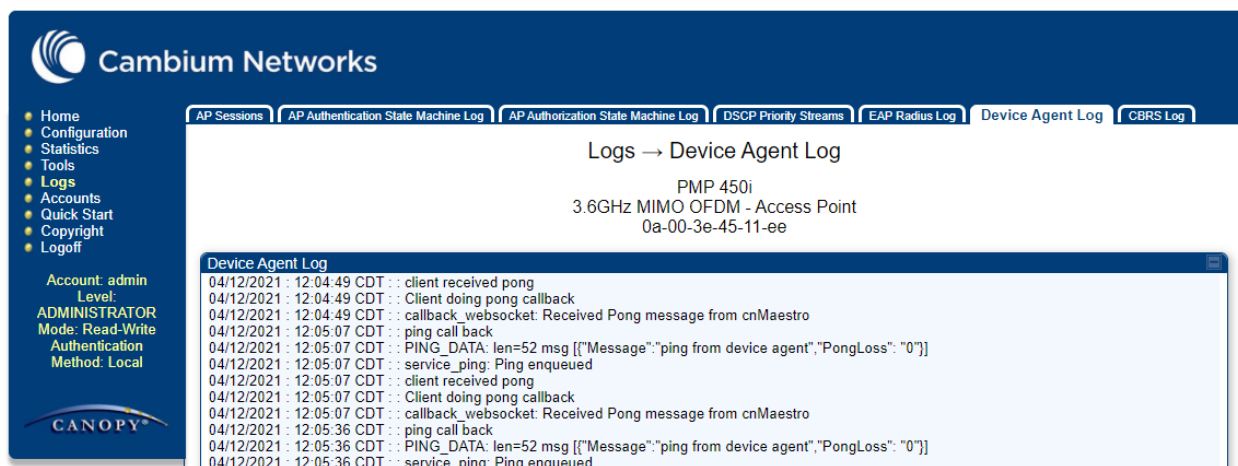 Cambium Networks
Home
Configuration
Statistics
Tools
Logs
Accounts
Quick Start
Copyright
Logoff
Account: admin
Level:
ADMINISTRATOR
Mode: Read-Write
Authentication
Method: Local
CANOPY®
AP Sessions AP Authentication State Machine Log AP Authorization State Machine Log DSCP Priority Streams EAP Radius Log Device Agent Log CBRS Log
Logs → Device Agent Log
PMP 450i
3.6GHz MIMO OFDM - Access Point
0a-00-3e-45-11-ee
Device Agent Log
04/12/2021 : 12:04:49 CDT : : client received pong
04/12/2021 : 12:04:49 CDT : : Client doing pong callback
04/12/2021 : 12:04:49 CDT : : callback_websocket: Received Pong message from cnMaestro
04/12/2021 : 12:05:07 CDT : : ping call back
04/12/2021 : 12:05:07 CDT : : PING_DATA: len=52 msg [{"Message":"ping from device agent","PongLoss": "0"}]
04/12/2021 : 12:05:07 CDT : : service_ping: Ping enqueued
04/12/2021 : 12:05:07 CDT : : client received pong
04/12/2021 : 12:05:07 CDT : : Client doing pong callback
04/12/2021 : 12:05:07 CDT : : callback_websocket: Received Pong message from cnMaestro
04/12/2021 : 12:05:36 CDT : : ping call back
04/12/2021 : 12:05:36 CDT : : PING_DATA: len=52 msg [{"Message":"ping from device agent","PongLoss": "0"}]
04/12/2021 : 12:05:36 CDT : : service_ping: Ping enqueued